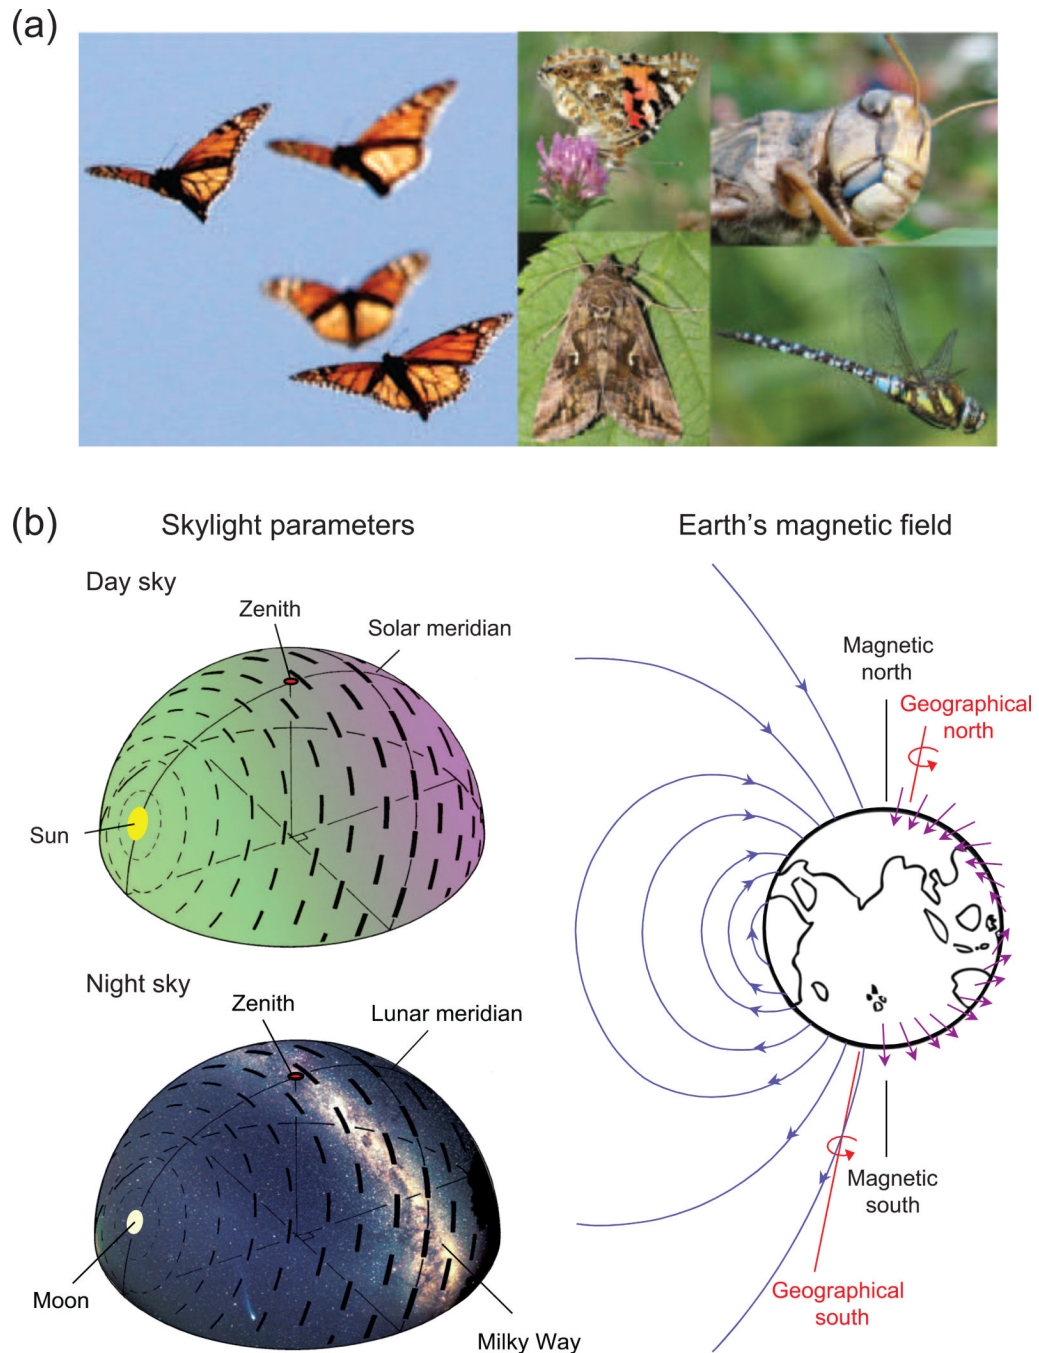 (a)
(b)
Skylight parameters
Day sky
Zenith
Solar meridian
Sun
Night sky
Zenith
Lunar meridian
Moon
Milky Way
Earth's magnetic field
Magnetic
north
Geographical
north
Magnetic
south
Geographical
south